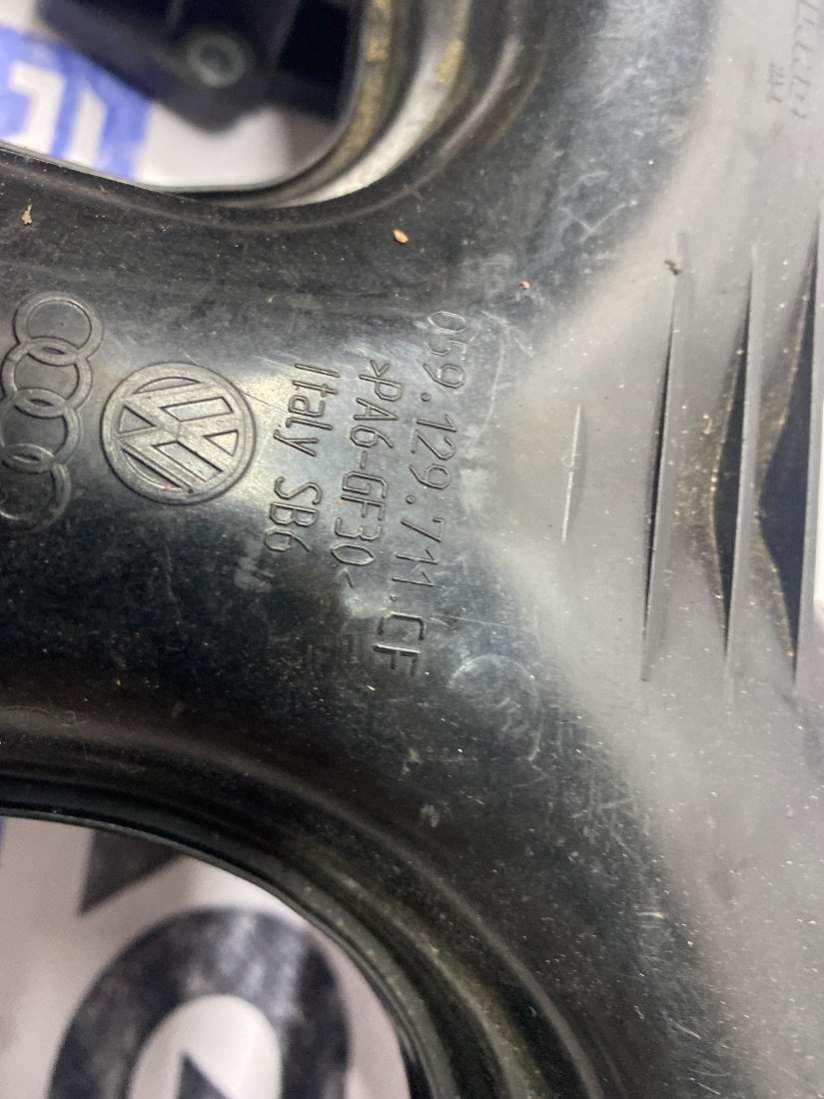 059.129.711.CF
>PA6-GF30<
Italy SB6